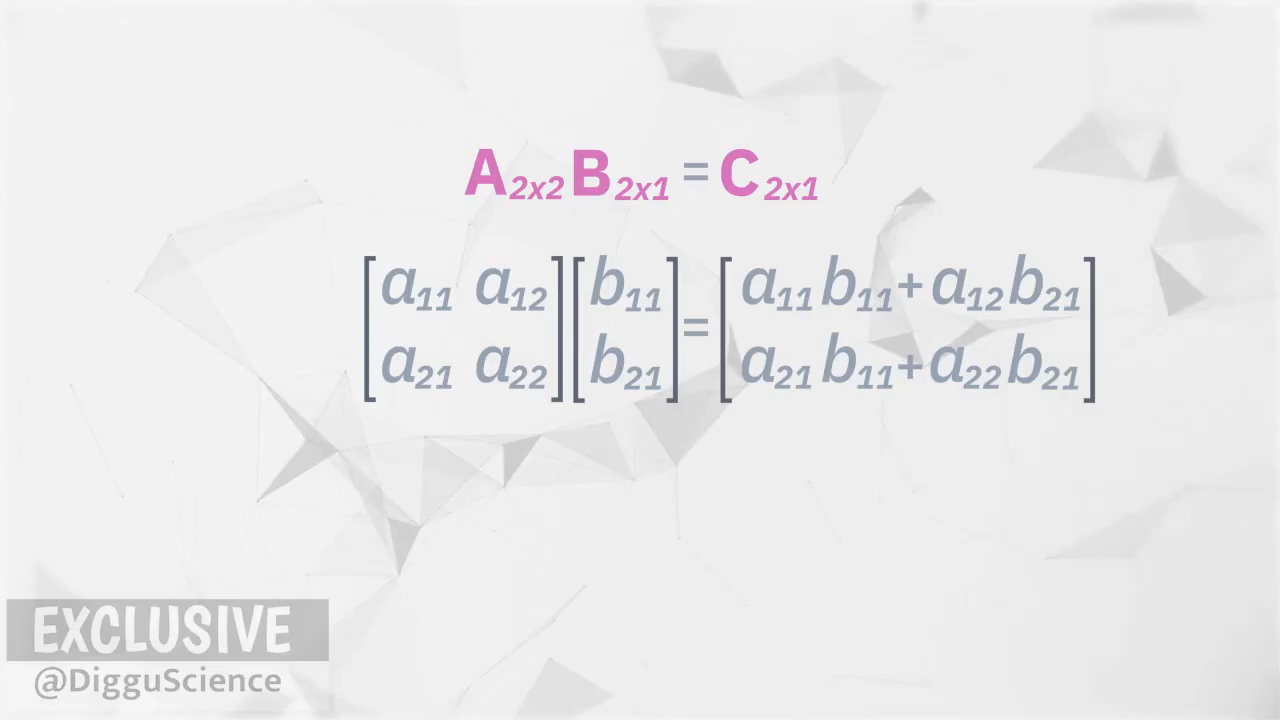 A2x2 B2x1 = C2x1
[a11 a12] [b11] = [a11 b11 + a12 b21]
[a21 a22] [b21] [a21 b11 + a22 b21]
EXCLUSIVE
@DigguScience